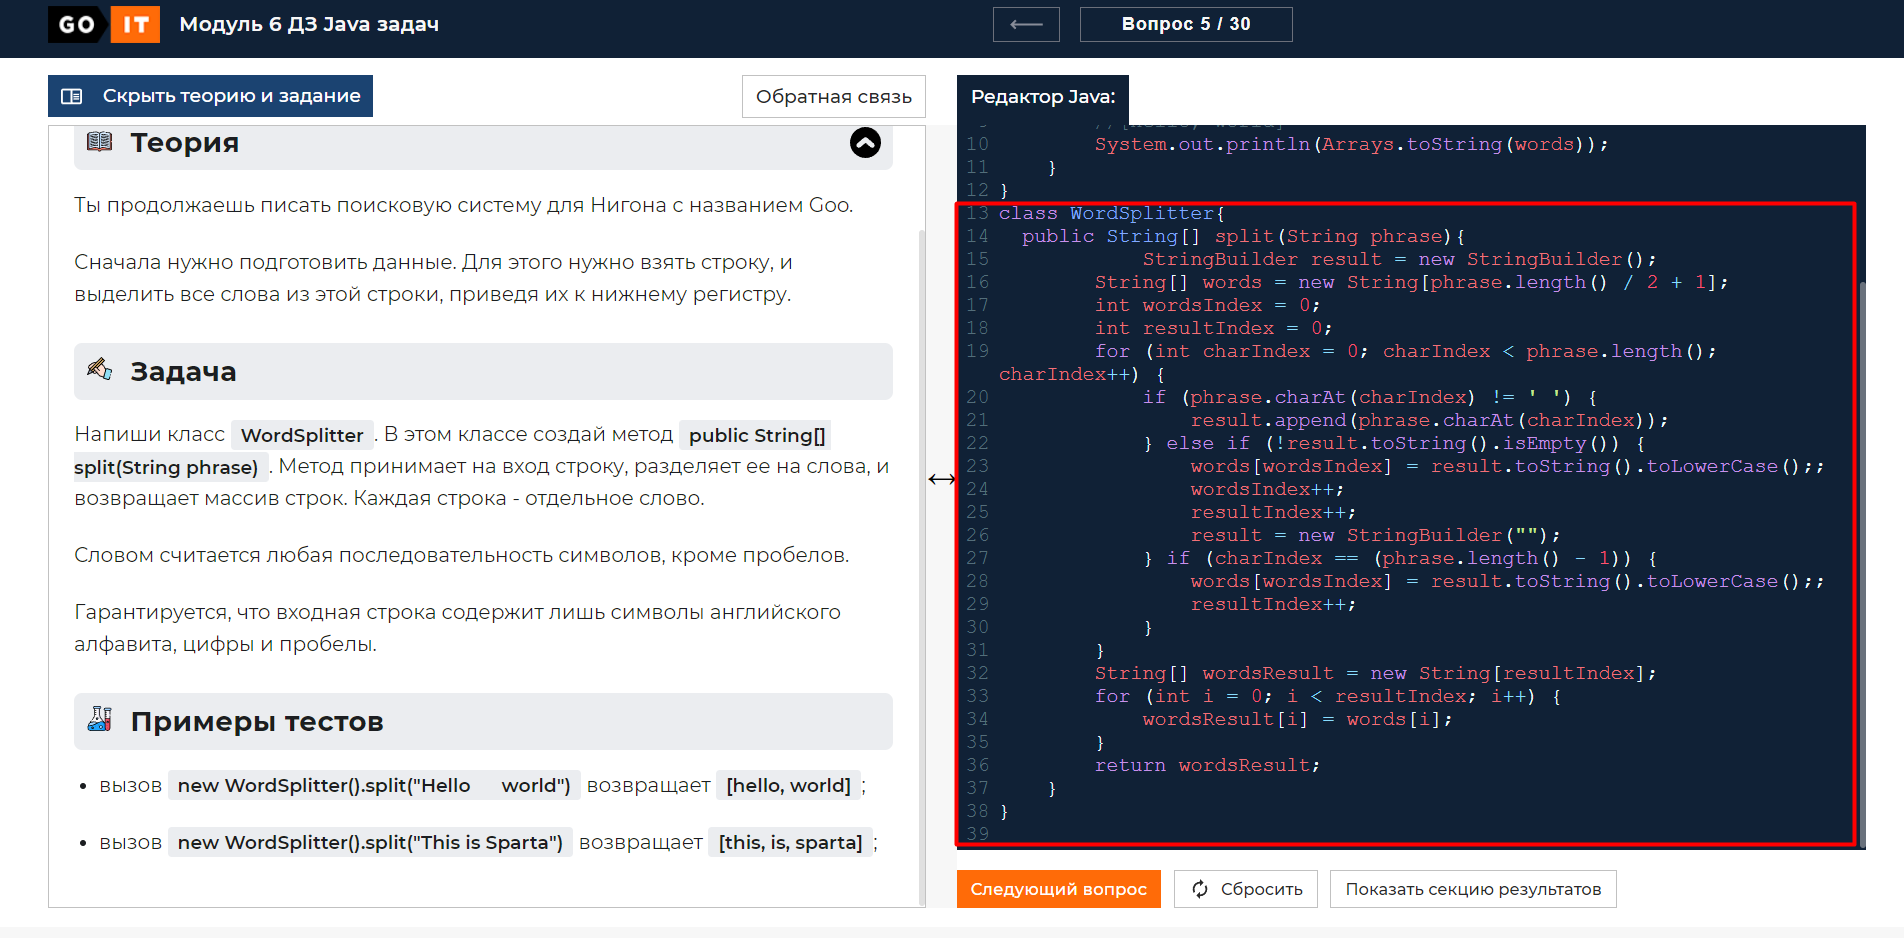 GO IT Модуль 6 ДЗ Java задач
Вопрос 5 / 30
Скрыть теорию и задание
Обратная связь
Теория
Ты продолжаешь писать поисковую систему для Нигона с названием Goo.
Сначала нужно подготовить данные. Для этого нужно взять строку, и
выделить все слова из этой строки, приведя их к нижнему регистру.
Задача
Напиши класс WordSplitter . В этом классе создай метод public String[]
split(String phrase) . Метод принимает на вход строку, разделяет ее на слова, и
возвращает массив строк. Каждая строка - отдельное слово.
Словом считается любая последовательность символов, кроме пробелов.
Гарантируется, что входная строка содержит лишь символы английского
алфавита, цифры и пробелы.
Примеры тестов
• вызов new WordSplitter().split("Hello     world") возвращает [hello, world] ;
• вызов new WordSplitter().split("This is Sparta") возвращает [this, is, sparta] ;
Редактор Java:
10         System.out.println(Arrays.toString(words));
11     }
12 }
13 class WordSplitter{
14   public String[] split(String phrase){
15             StringBuilder result = new StringBuilder();
16         String[] words = new String[phrase.length() / 2 + 1];
17         int wordsIndex = 0;
18         int resultIndex = 0;
19         for (int charIndex = 0; charIndex < phrase.length();
charIndex++) {
20             if (phrase.charAt(charIndex) != ' ') {
21                 result.append(phrase.charAt(charIndex));
22             } else if (!result.toString().isEmpty()) {
23                 words[wordsIndex] = result.toString().toLowerCase();;
24                 wordsIndex++;
25                 resultIndex++;
26                 result = new StringBuilder("");
27             } if (charIndex == (phrase.length() - 1)) {
28                 words[wordsIndex] = result.toString().toLowerCase();;
29                 resultIndex++;
30             }
31         }
32         String[] wordsResult = new String[resultIndex];
33         for (int i = 0; i < resultIndex; i++) {
34             wordsResult[i] = words[i];
35         }
36         return wordsResult;
37     }
38 }
39
Следующий вопрос
Сбросить
Показать секцию результатов